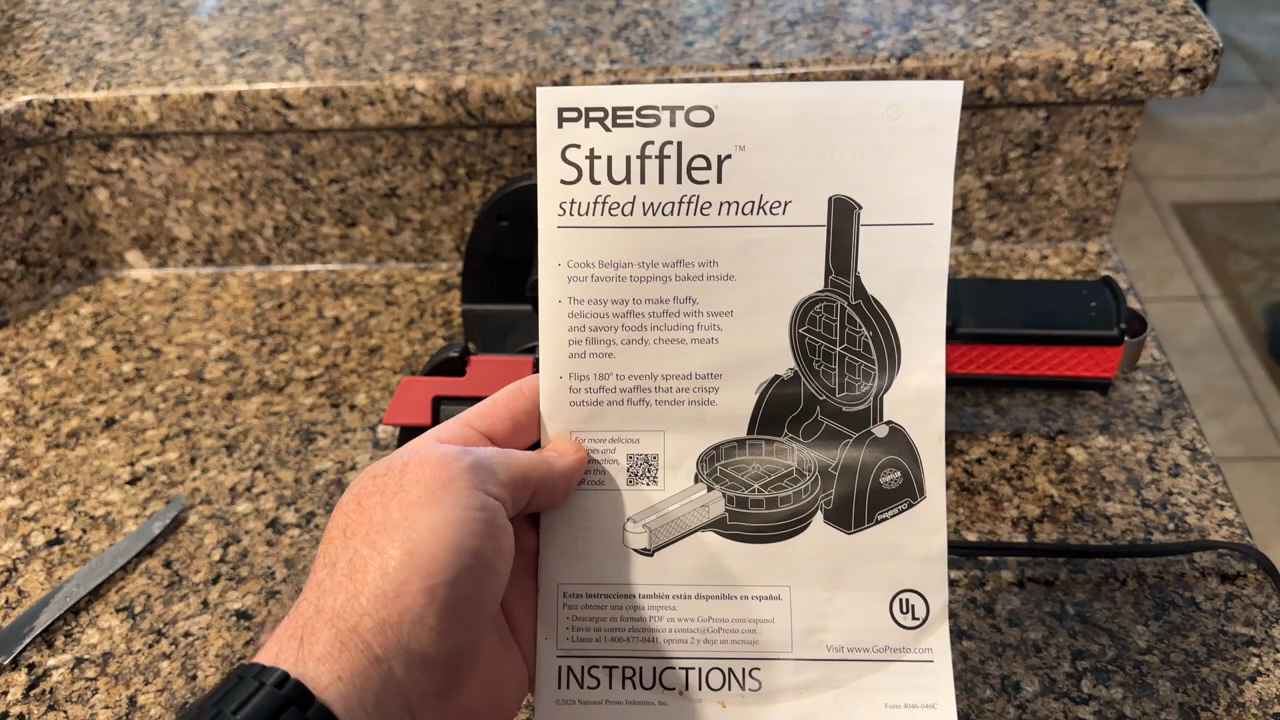 PRESTO®
Stuffler™
stuffed waffle maker
• Cooks Belgian-style waffles with
your favorite toppings baked inside.
• The easy way to make fluffy,
delicious waffles stuffed with sweet
and savory foods including fruits,
pie fillings, candy, cheese, meats
and more.
• Flips 180° to evenly spread batter
for stuffed waffles that are crispy
outside and fluffy, tender inside.
For more delicious
and
this
code.
STUFFLER
PRESTO
Estas instrucciones también están disponibles en español.
Para obtener una copia impresa:
• Descargue en formato PDF en www.GoPresto.com/espanol.
• Envíe un correo electrónico a contact@GoPresto.com.
• Llame al 1-800-877-0441, oprima 2 y deje un mensaje.
UL
Visit www.GoPresto.com
INSTRUCTIONS
©2020 National Presto Industries, Inc.
Form 4046-046C